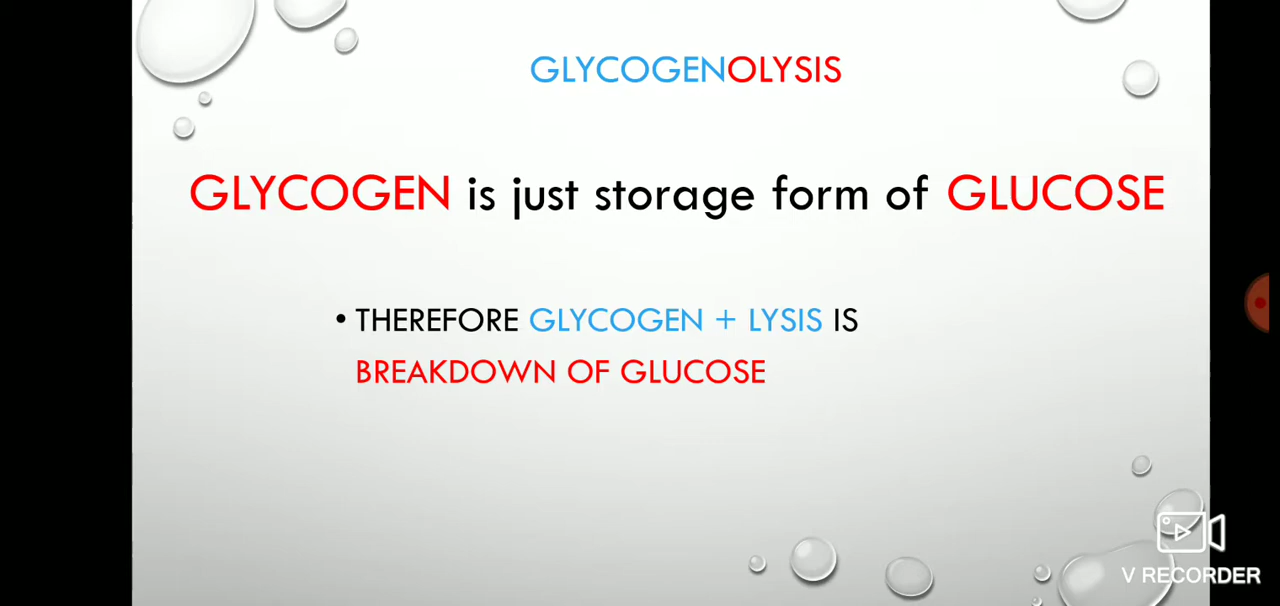 GLYCOGENOLYSIS
GLYCOGEN is just storage form of GLUCOSE
• THEREFORE GLYCOGEN + LYSIS IS
BREAKDOWN OF GLUCOSE
V RECORDER